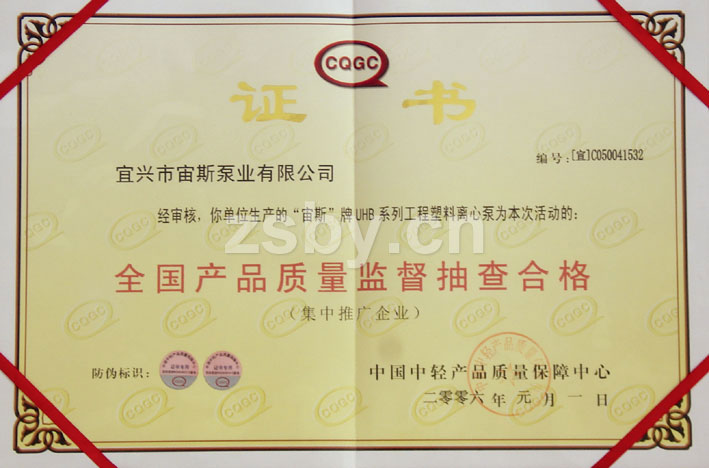 CQGC
证书
编号:[宜]C050041532
宜兴市宙斯泵业有限公司
经审核，你单位生产的“宙斯”牌UHB系列工程塑料离心泵为本次活动的:
zsby.cn
全国产品质量监督抽查合格
（集中推广企业）
防伪标识:
中国中轻产品质量保障中心
二零零六年元月一日